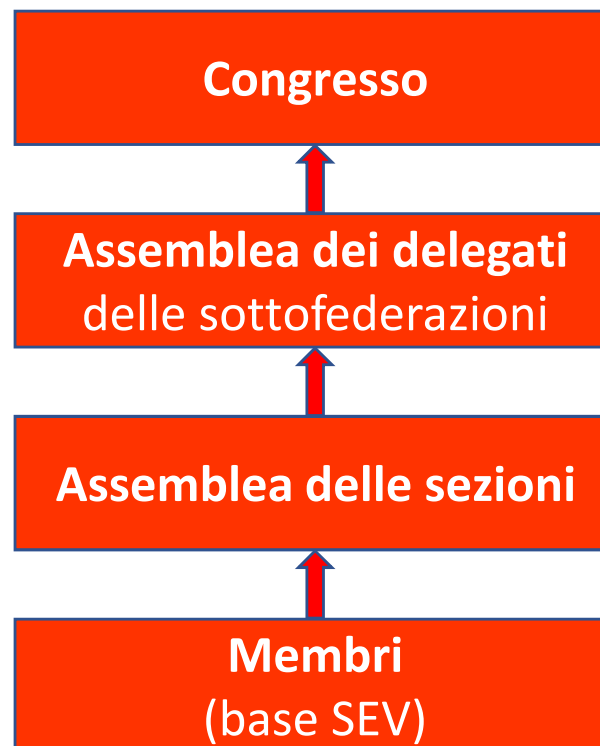 Congresso
Assemblea dei delegati
delle sottofederazioni
Assemblea delle sezioni
Membri
(base SEV)